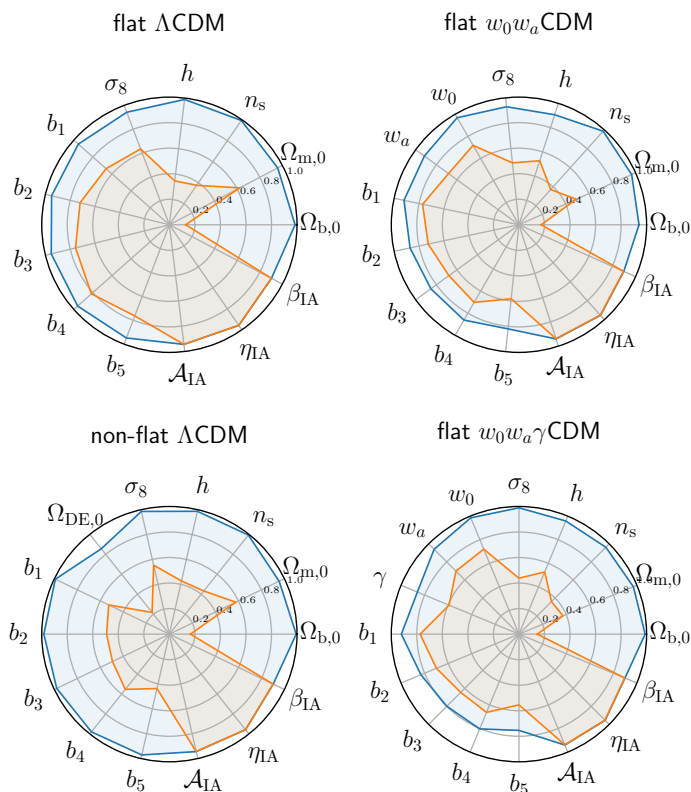 flat ΛCDM
flat w₀wₐCDM
h
σ₈
nₛ
b₁
Ωm,0
b₂
Ωb,0
b₃
βIA
b₄
ηIA
b₅
𝒜IA
0.2
0.4
0.6
0.8
1.0
σ₈
h
w₀
nₛ
wₐ
Ωm,0
b₁
Ωb,0
b₂
βIA
b₃
ηIA
b₄
𝒜IA
b₅
0.2
0.4
0.6
0.8
1.0
non-flat ΛCDM
flat w₀wₐγCDM
σ₈
h
ΩDE,0
nₛ
b₁
Ωm,0
b₂
Ωb,0
b₃
βIA
b₄
ηIA
b₅
𝒜IA
0.2
0.4
0.6
0.8
1.0
σ₈
w₀
h
wₐ
nₛ
γ
Ωm,0
b₁
Ωb,0
b₂
βIA
b₃
ηIA
b₄
𝒜IA
b₅
0.2
0.4
0.6
0.8
1.0